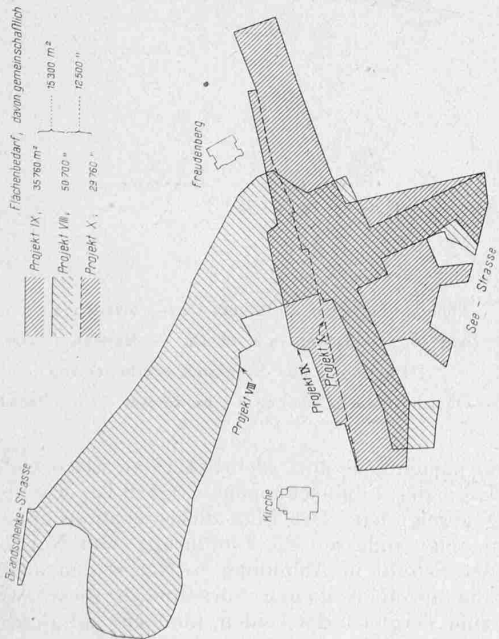 Flächenbedarf, davon gemeinschaftlich
Projekt IX, 35 760 m²
15 300 m²
Projekt VIII, 50 700 "
12 500 "
Projekt X, 29 760 "
Brandschenke - Strasse
Freudenberg
Projekt VIII
Projekt IX
Projekt X
Kirche
See - Strasse